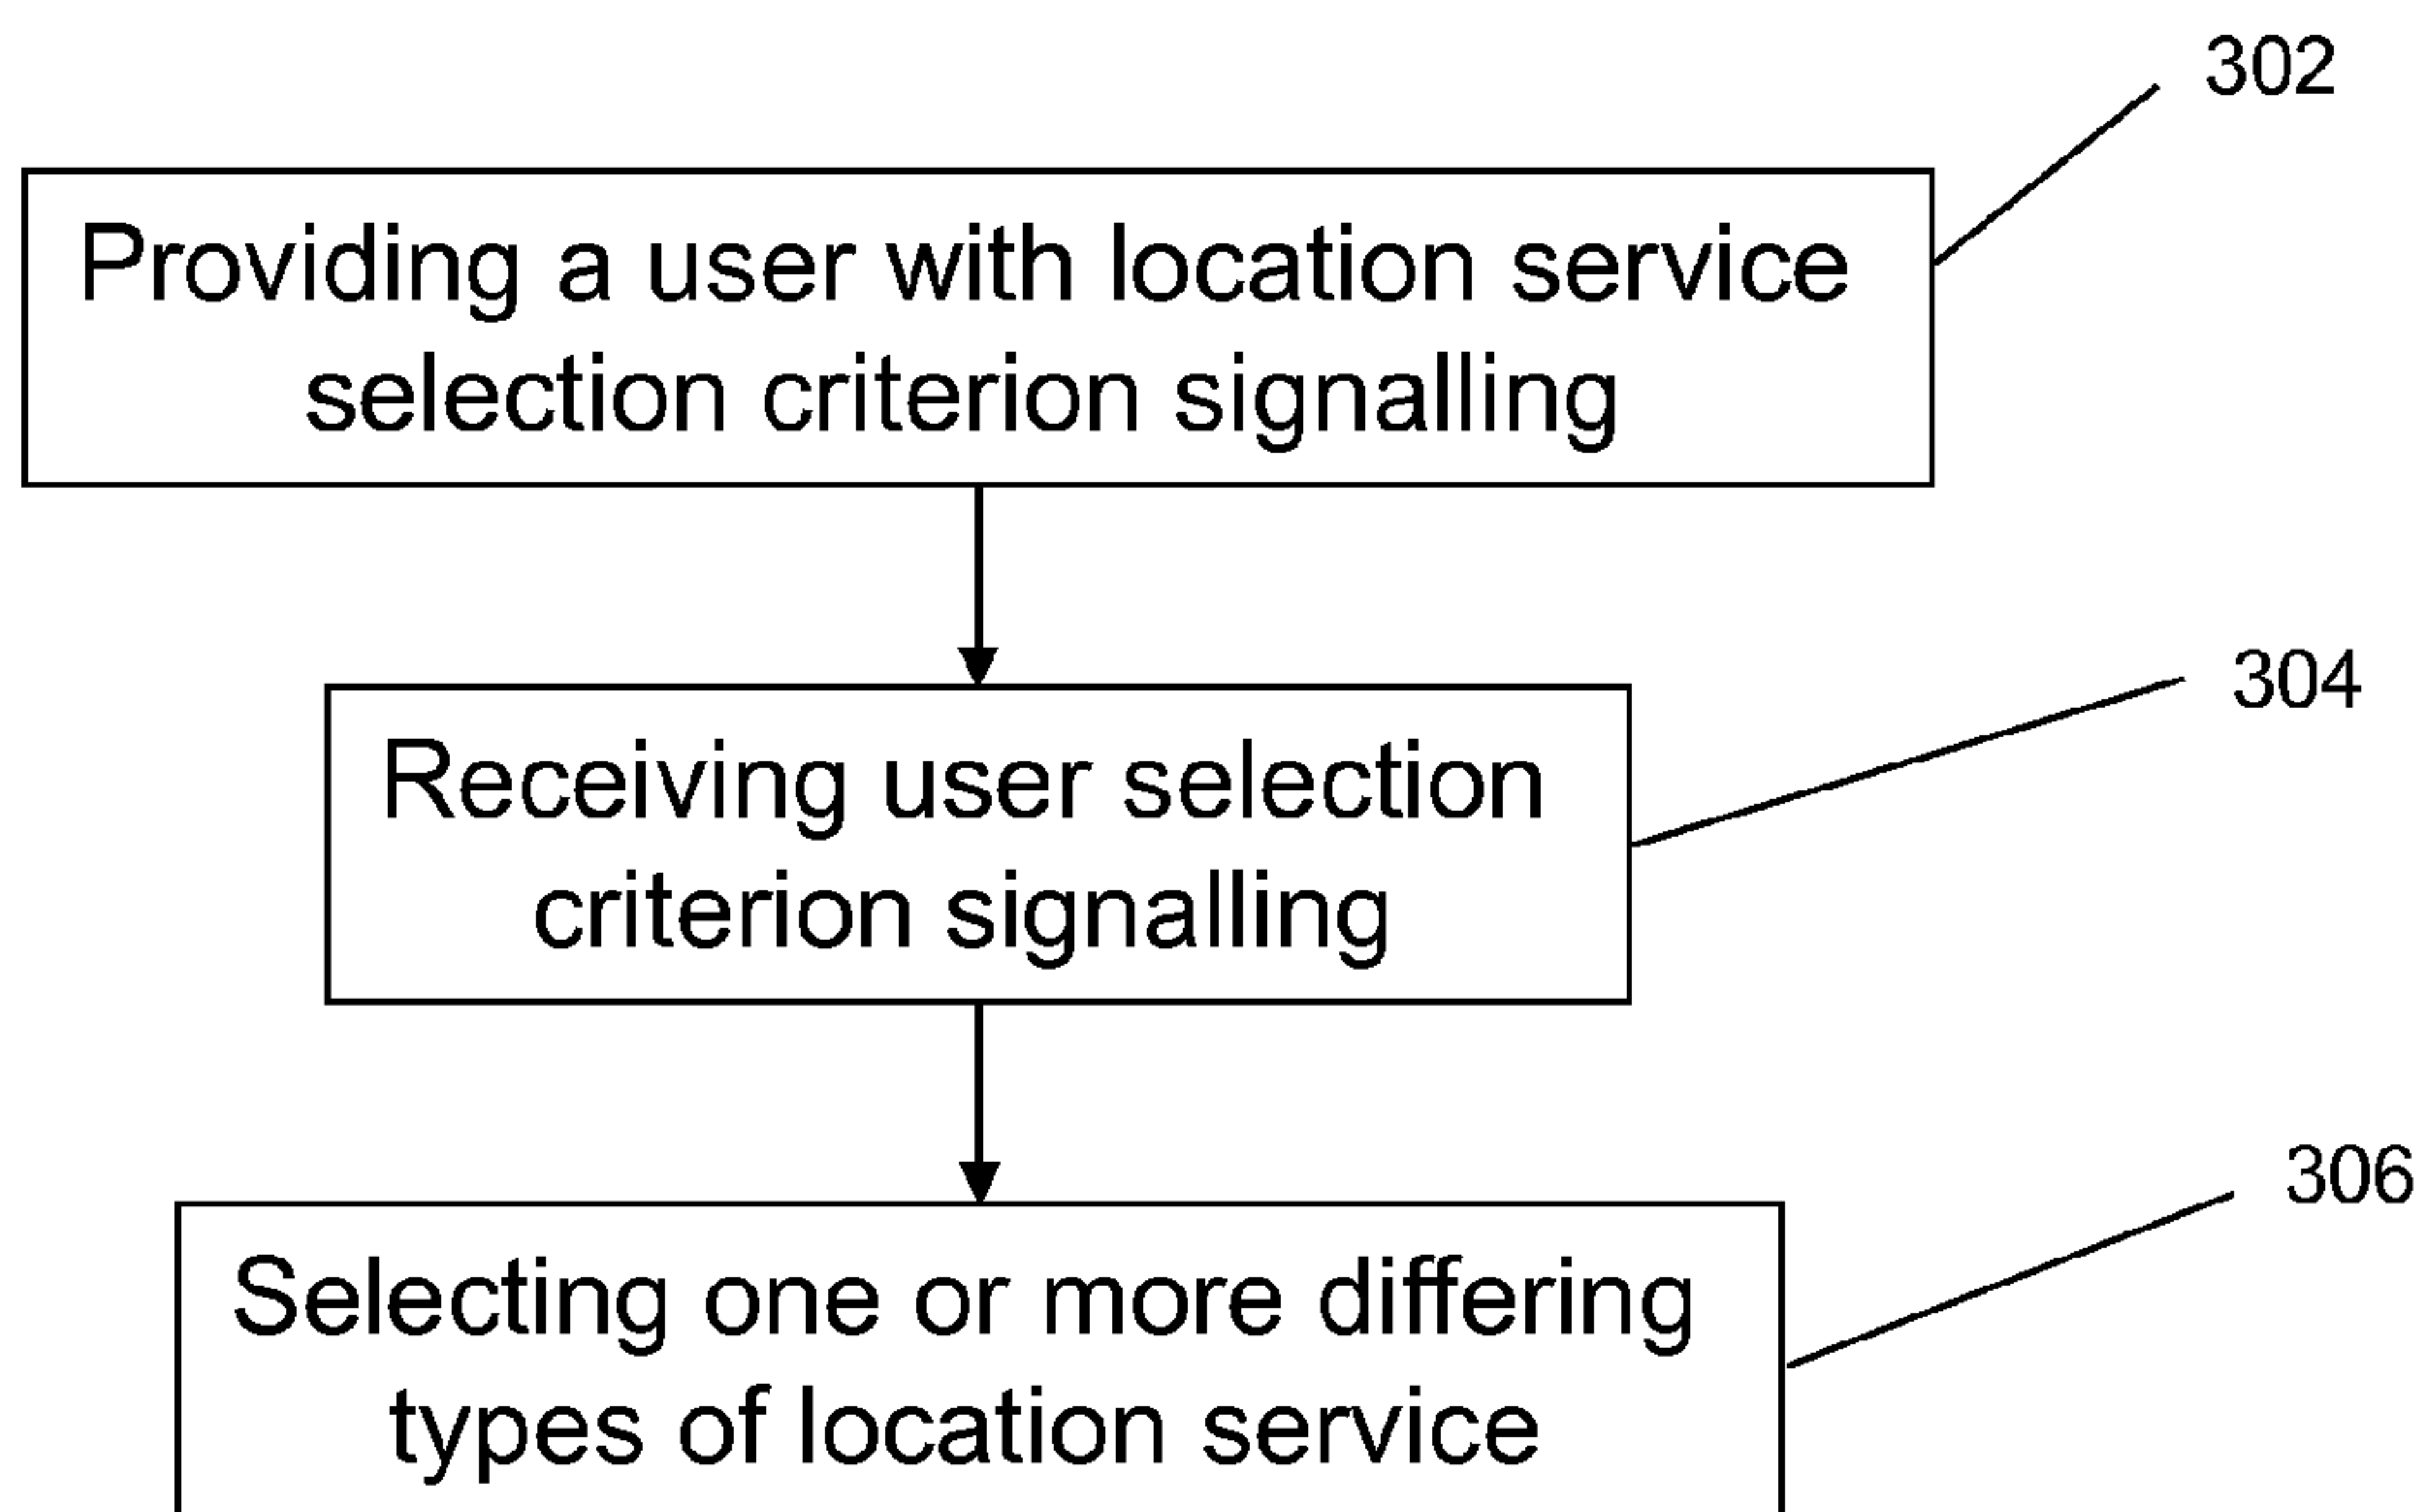 302
Providing a user with location service
selection criterion signalling
304
Receiving user selection
criterion signalling
306
Selecting one or more differing
types of location service